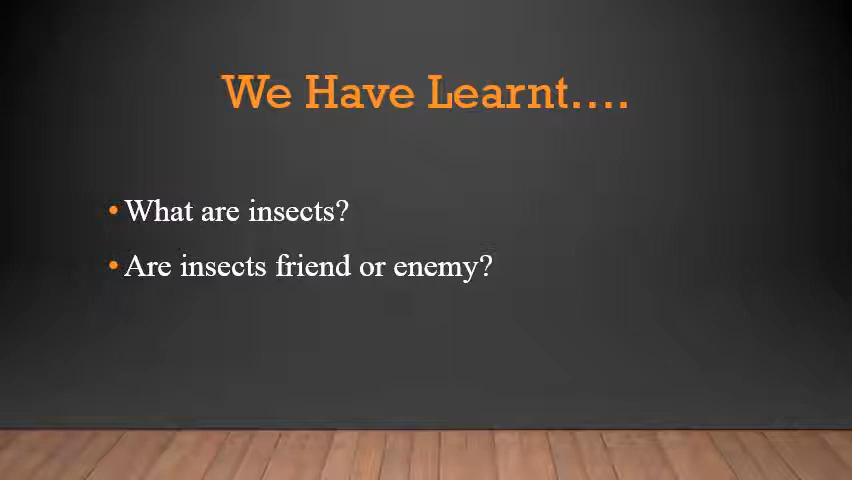 We Have Learnt....
• What are insects?
• Are insects friend or enemy?